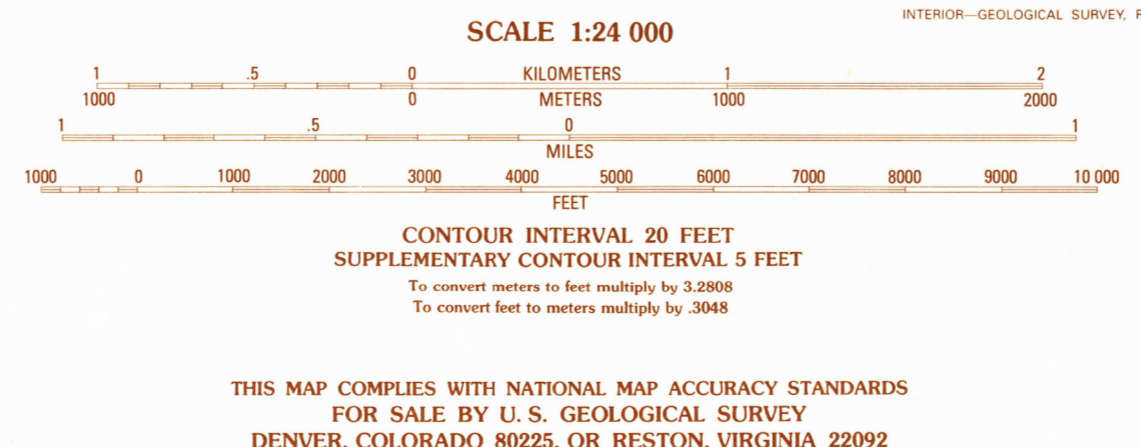 INTERIOR—GEOLOGICAL SURVEY,
SCALE 1:24 000
1 .5 0 KILOMETERS 1 2
1000 0 METERS 1000 2000
1 .5 0 1
MILES
1000 0 1000 2000 3000 4000 5000 6000 7000 8000 9000 10 000
FEET
CONTOUR INTERVAL 20 FEET
SUPPLEMENTARY CONTOUR INTERVAL 5 FEET
To convert meters to feet multiply by 3.2808
To convert feet to meters multiply by .3048
THIS MAP COMPLIES WITH NATIONAL MAP ACCURACY STANDARDS
FOR SALE BY U. S. GEOLOGICAL SURVEY
DENVER, COLORADO 80225, OR RESTON, VIRGINIA 22092